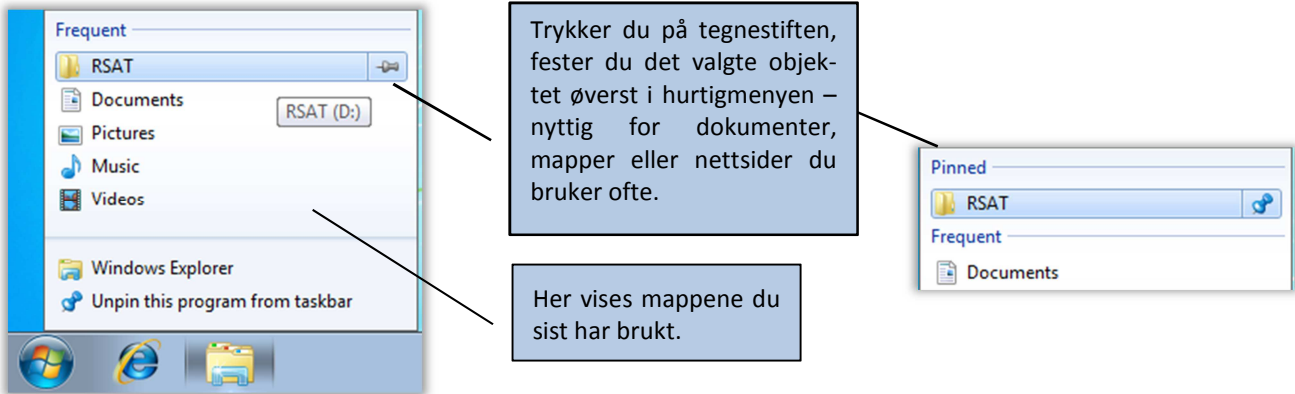 Frequent
RSAT
Documents
RSAT (D:)
Pictures
Music
Videos
Windows Explorer
Unpin this program from taskbar
Trykker du på tegnestiften,
fester du det valgte objek-
tet øverst i hurtigmenyen –
nyttig for dokumenter,
mapper eller nettsider du
bruker ofte.
Her vises mappene du
sist har brukt.
Pinned
RSAT
Frequent
Documents